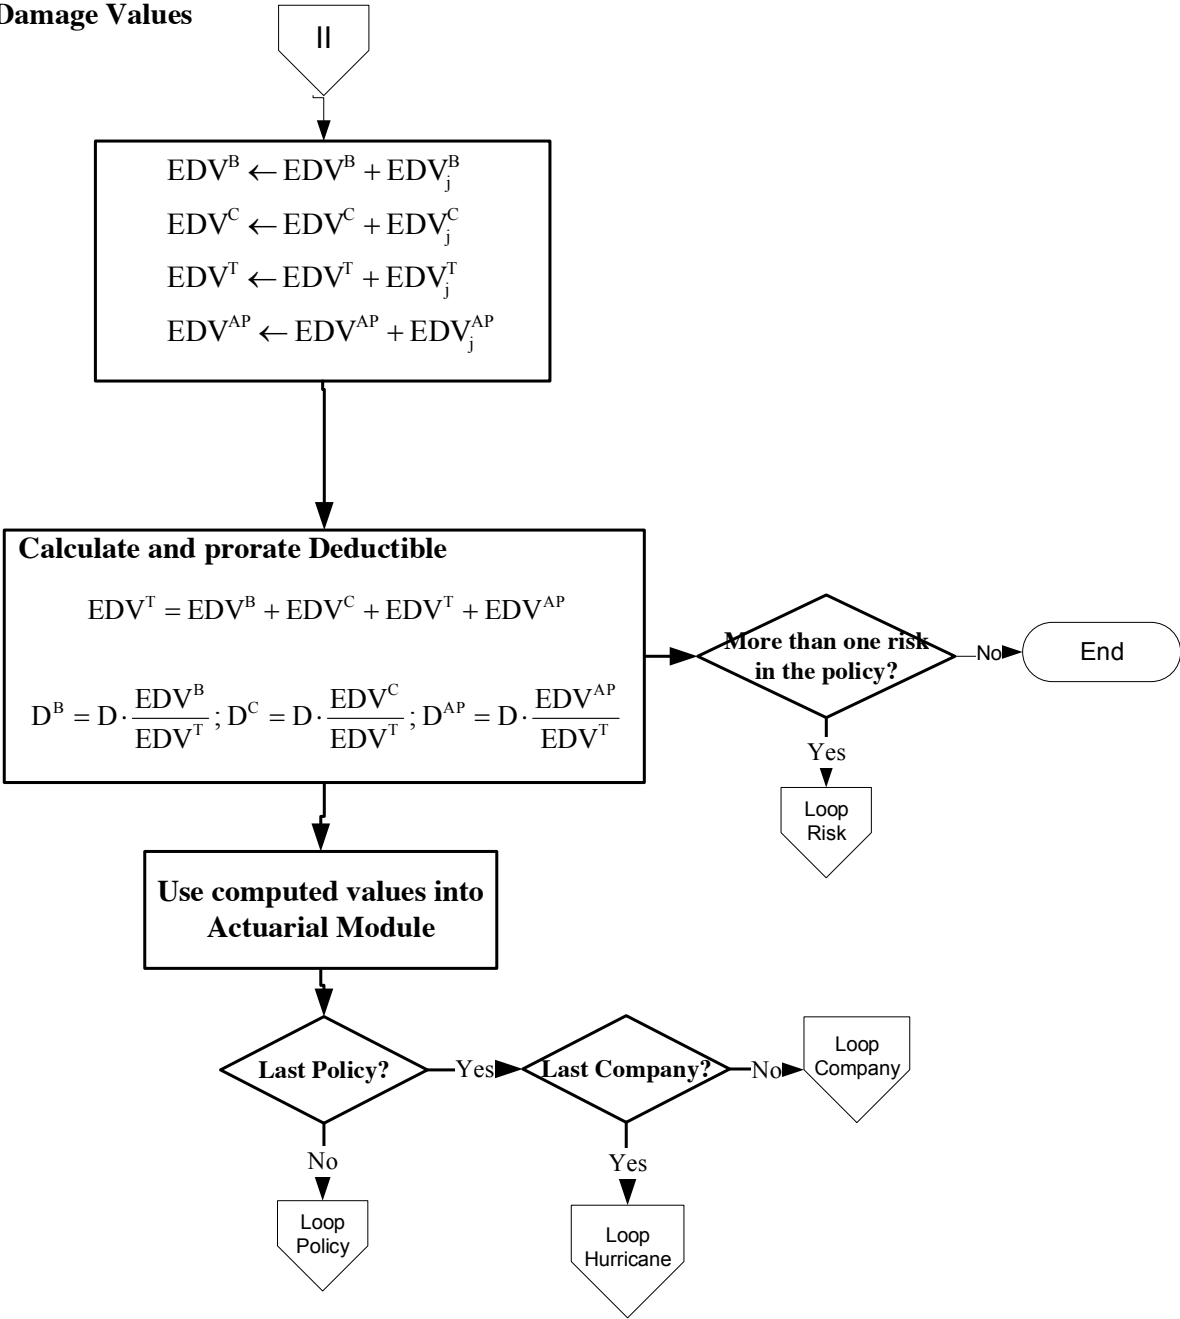 Damage Values
II
EDV^B ← EDV^B + EDV_j^B
EDV^C ← EDV^C + EDV_j^C
EDV^T ← EDV^T + EDV_j^T
EDV^AP ← EDV^AP + EDV_j^AP
Calculate and prorate Deductible
EDV^T = EDV^B + EDV^C + EDV^T + EDV^AP
D^B = D · EDV^B / EDV^T ; D^C = D · EDV^C / EDV^T ; D^AP = D · EDV^AP / EDV^T
More than one risk
in the policy?
No
End
Yes
Loop
Risk
Use computed values into
Actuarial Module
Last Policy?
Yes
Last Company?
No
Loop
Company
No
Loop
Policy
Yes
Loop
Hurricane